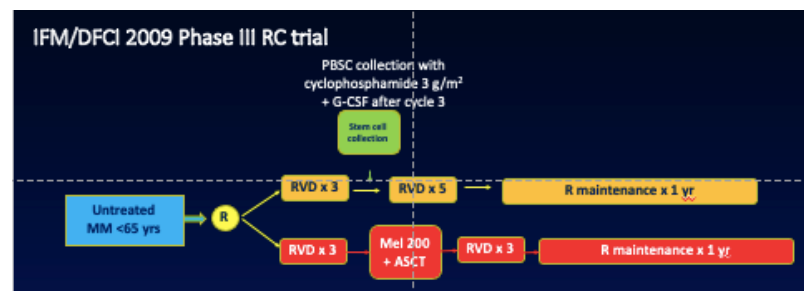 IFM/DFCI 2009 Phase III RC trial
PBSC collection with
cyclophosphamide 3 g/m²
+ G-CSF after cycle 3
Stem cell
collection
RVD x 3
RVD x 5
R maintenance x 1 yr
Untreated
MM <65 yrs
R
RVD x 3
Mel 200
+ ASCT
RVD x 3
R maintenance x 1 yr